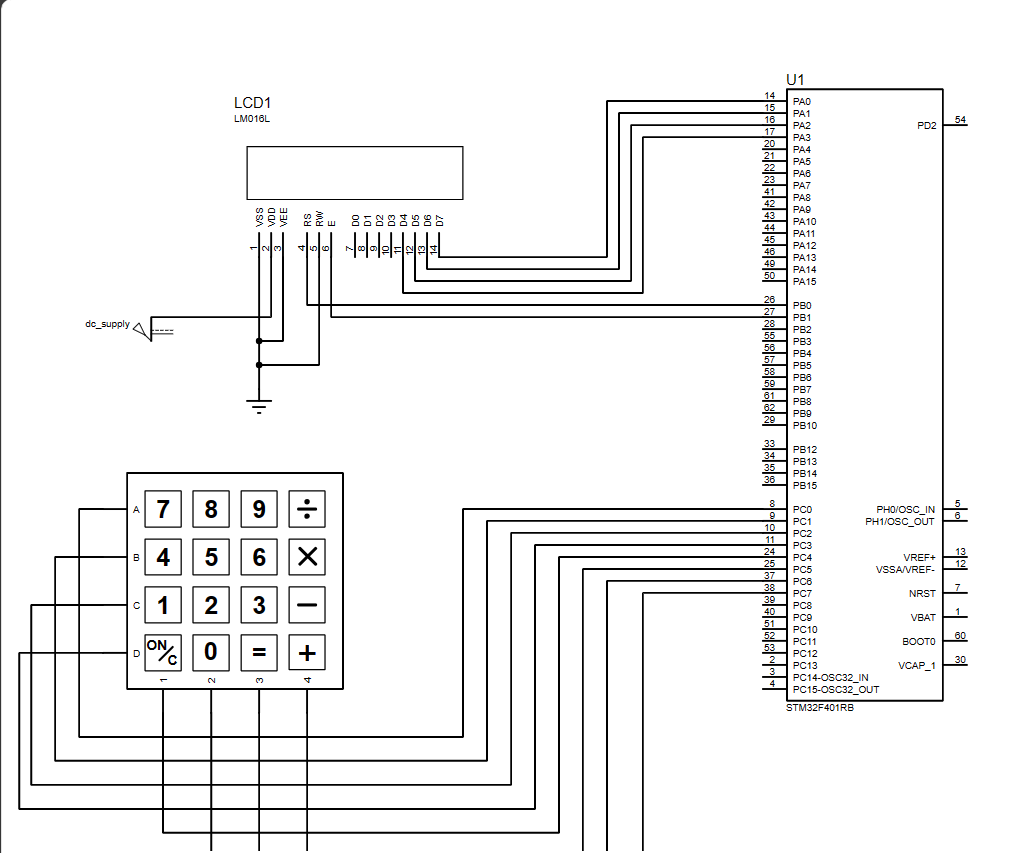 U1
LCD1
LM016L
VSS
VDD
VEE
RS
RW
E
D0
D1
D2
D3
D4
D5
D6
D7
1
2
3
4
5
6
7
8
9
10
11
12
13
14
dc_supply
14 PA0
15 PA1
16 PA2
17 PA3
20 PA4
21 PA5
22 PA6
23 PA7
41 PA8
42 PA9
43 PA10
44 PA11
45 PA12
46 PA13
49 PA14
50 PA15
26 PB0
27 PB1
28 PB2
55 PB3
56 PB4
57 PB5
58 PB6
59 PB7
61 PB8
62 PB9
29 PB10
33 PB12
34 PB13
35 PB14
36 PB15
8 PC0
9 PC1
10 PC2
11 PC3
24 PC4
25 PC5
37 PC6
38 PC7
39 PC8
40 PC9
51 PC10
52 PC11
53 PC12
2 PC13
3 PC14-OSC32_IN
4 PC15-OSC32_OUT
PD2 54
PH0/OSC_IN 5
PH1/OSC_OUT 6
VREF+ 13
VSSA/VREF- 12
NRST 7
VBAT 1
BOOT0 60
VCAP_1 30
STM32F401RB
A 7 8 9 ÷
B 4 5 6 ×
C 1 2 3 −
D ON/C 0 = +
1 2 3 4